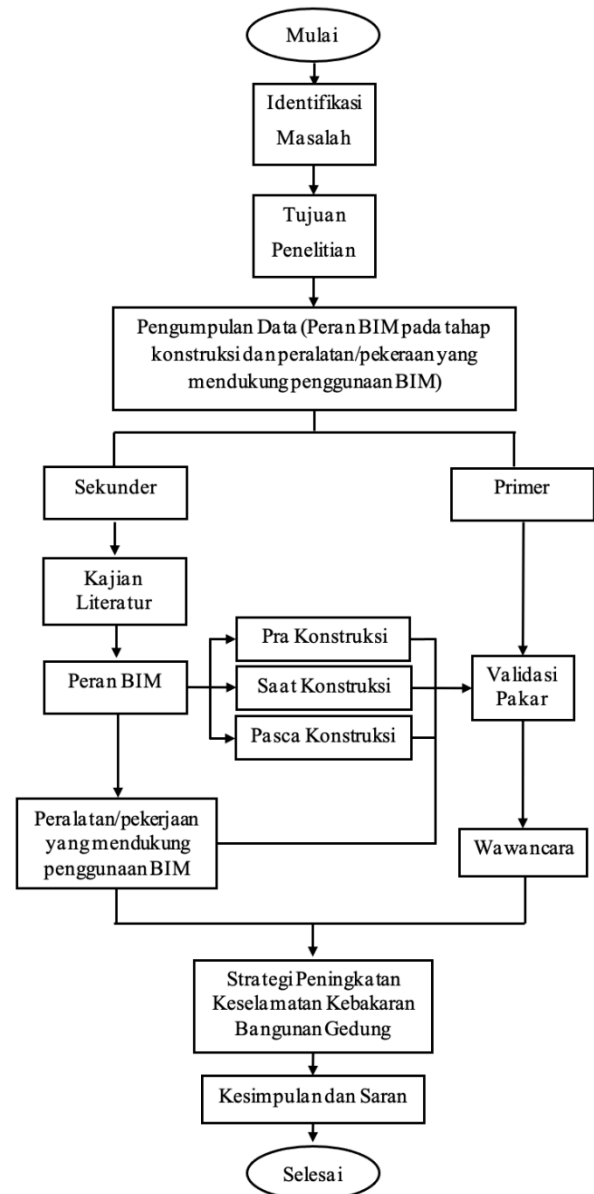 Mulai
Identifikasi
Masalah
Tujuan
Penelitian
Pengumpulan Data (Peran BIM pada tahap
konstruksi dan peralatan/pekeraan yang
mendukung penggunaan BIM)
Sekunder
Primer
Kajian
Literatur
Pra Konstruksi
Peran BIM
Saat Konstruksi
Validasi
Pakar
Pasca Konstruksi
Peralatan/pekerjaan
yang mendukung
penggunaan BIM
Wawancara
Strategi Peningkatan
Keselamatan Kebakaran
Bangunan Gedung
Kesimpulan dan Saran
Selesai